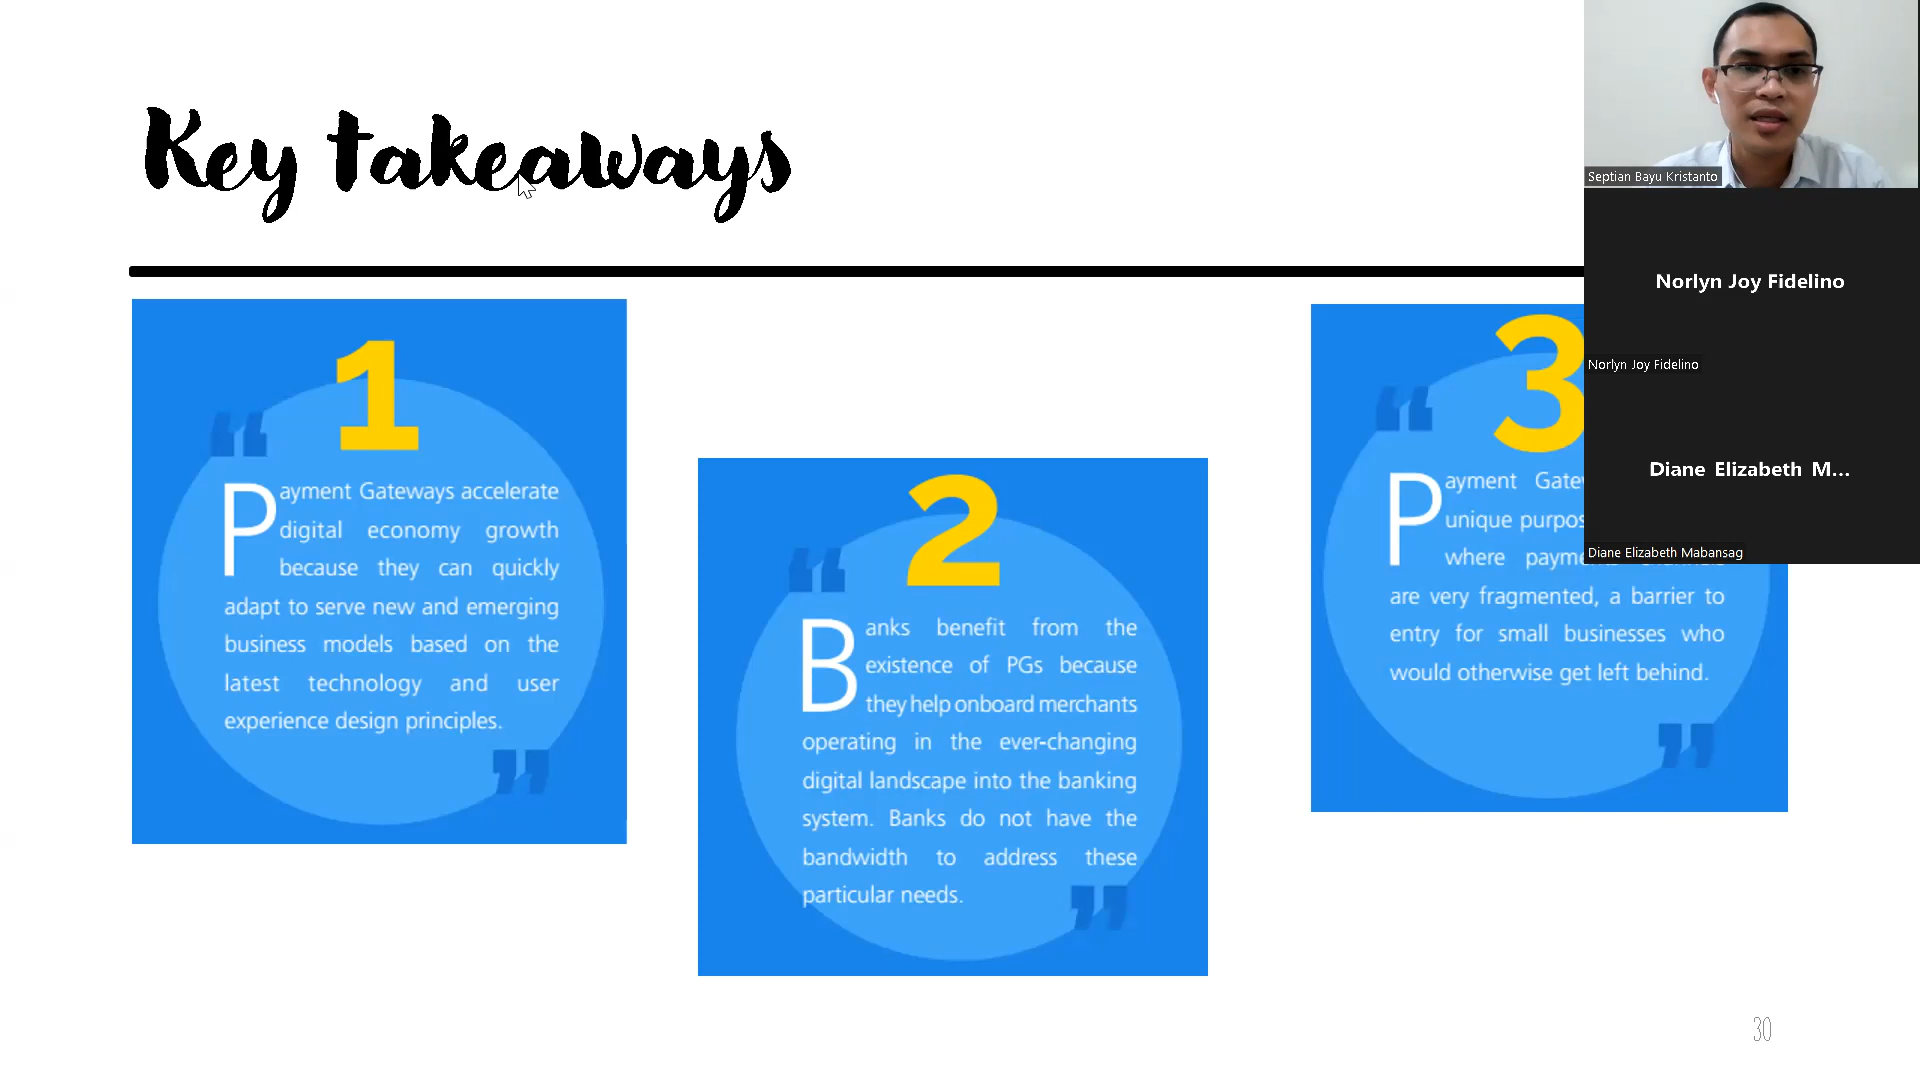 Key takeaways
1
Payment Gateways accelerate
digital economy growth
because they can quickly
adapt to serve new and emerging
business models based on the
latest technology and user
experience design principles.
2
Banks benefit from the
existence of PGs because
they help onboard merchants
operating in the ever-changing
digital landscape into the banking
system. Banks do not have the
bandwidth to address these
particular needs.
3
Payment
unique
where
are very fragmented, a barrier to
entry for small businesses who
would otherwise get left behind.
Septian Bayu Kristanto
Norlyn Joy Fidelino
Norlyn Joy Fidelino
Diane Elizabeth M...
Diane Elizabeth Mabansag
30